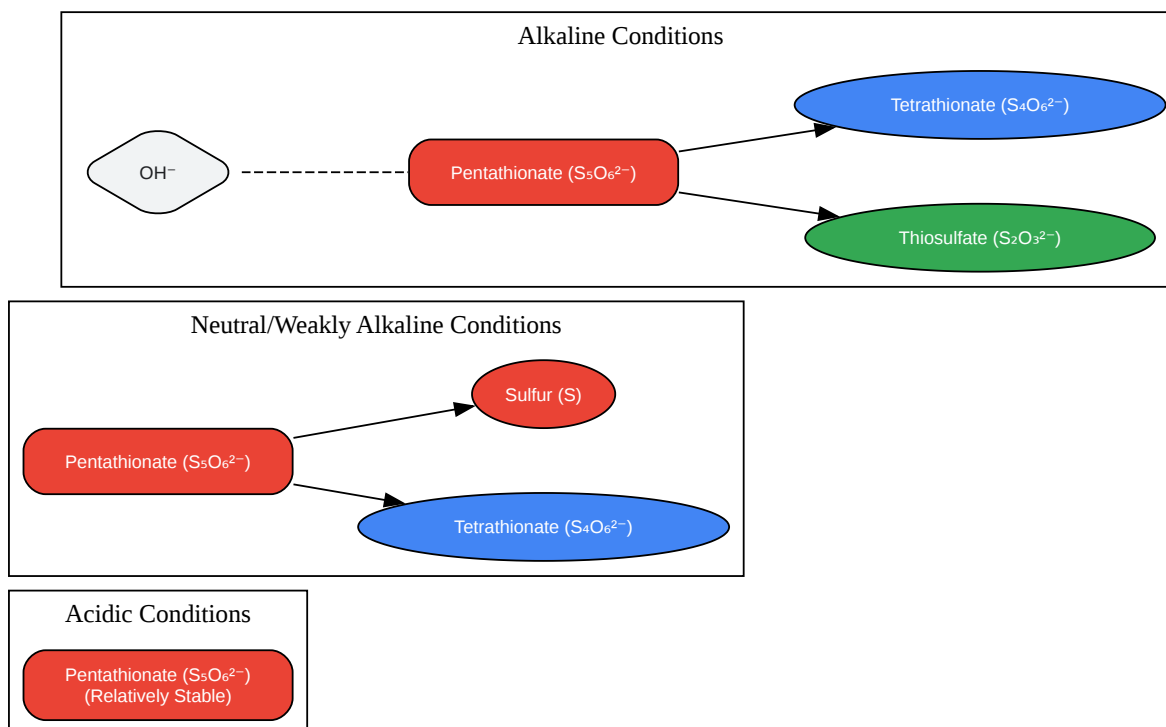 Alkaline Conditions
Tetrathionate (S₄O₆²⁻)
OH⁻
Pentathionate (S₅O₆²⁻)
Thiosulfate (S₂O₃²⁻)
Neutral/Weakly Alkaline Conditions
Sulfur (S)
Pentathionate (S₅O₆²⁻)
Tetrathionate (S₄O₆²⁻)
Acidic Conditions
Pentathionate (S₅O₆²⁻)
(Relatively Stable)